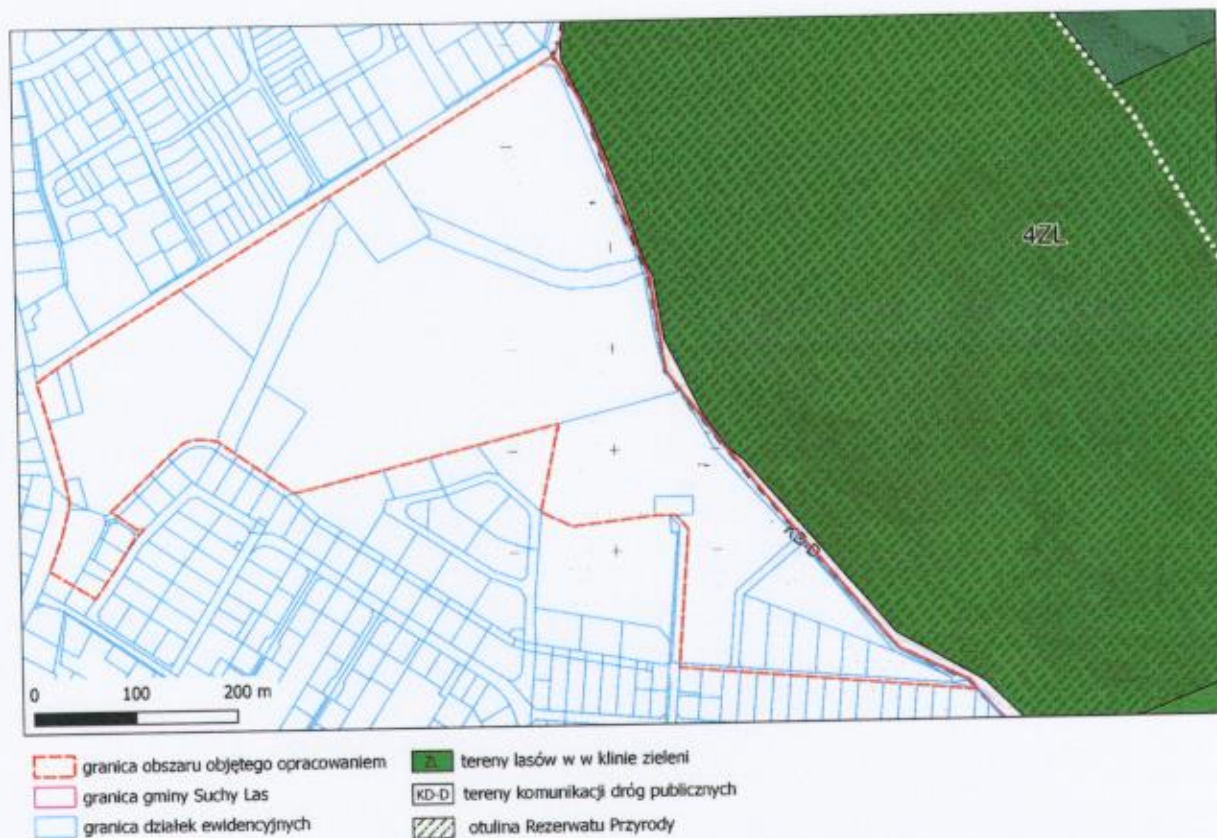 4ZL
KD-D
0 100 200 m
granica obszaru objętego opracowaniem
granica gminy Suchy Las
granica działek ewidencyjnych
ZL tereny lasów w w klinie zieleni
KD-D tereny komunikacji dróg publicznych
otulina Rezerwatu Przyrody